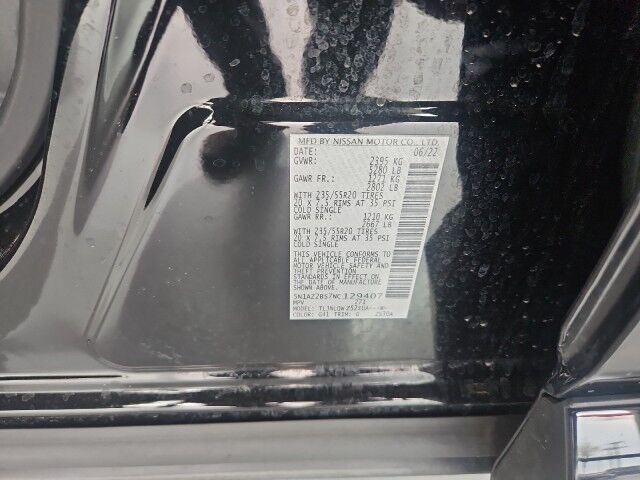 MFD BY NISSAN MOTOR CO., LTD.
DATE: 06/22
GVWR: 2395 KG
5280 LB
GAWR FR.: 1271 KG
2802 LB
WITH 235/55R20 TIRES
20 X 7.5 RIMS AT 35 PSI
COLD SINGLE
GAWR RR.: 1210 KG
2667 LB
WITH 235/55R20 TIRES
20 X 7.5 RIMS AT 35 PSI
COLD SINGLE
THIS VEHICLE CONFORMS TO
ALL APPLICABLE FEDERAL
MOTOR VEHICLE SAFETY AND
THEFT PREVENTION
STANDARDS IN EFFECT ON
THE DATE OF MANUFACTURE
SHOWN ABOVE.
5N1AZ2BS7NC129407
MPV
MODEL:
COLOR: G41 TRIM: G